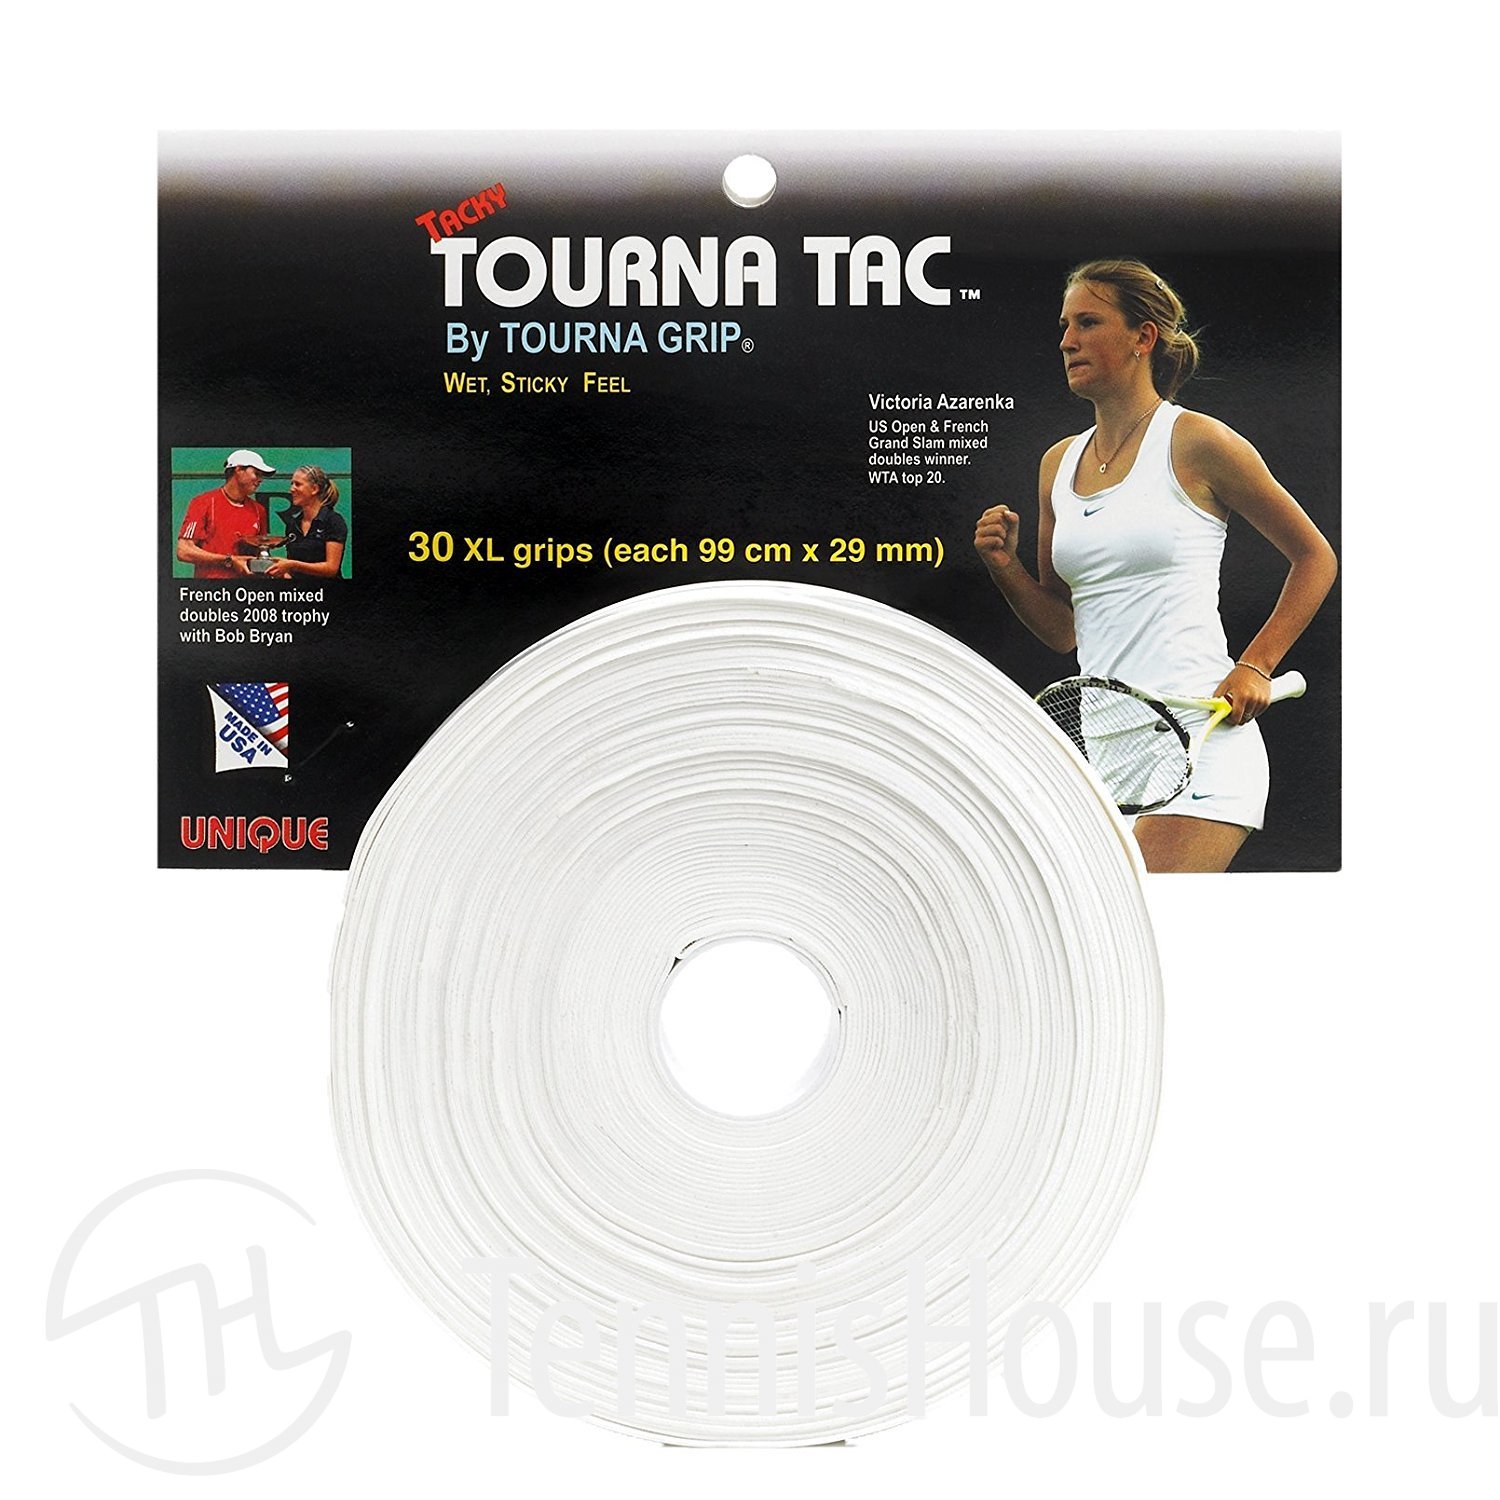 TACKY
TOURNA TAC™
By TOURNA GRIP®
WET, STICKY FEEL
Victoria Azarenka
US Open & French
Grand Slam mixed
doubles winner.
WTA top 20.
30 XL grips (each 99 cm x 29 mm)
French Open mixed
doubles 2008 trophy
with Bob Bryan
MADE IN
USA
UNIQUE
TH
TennisHouse.ru